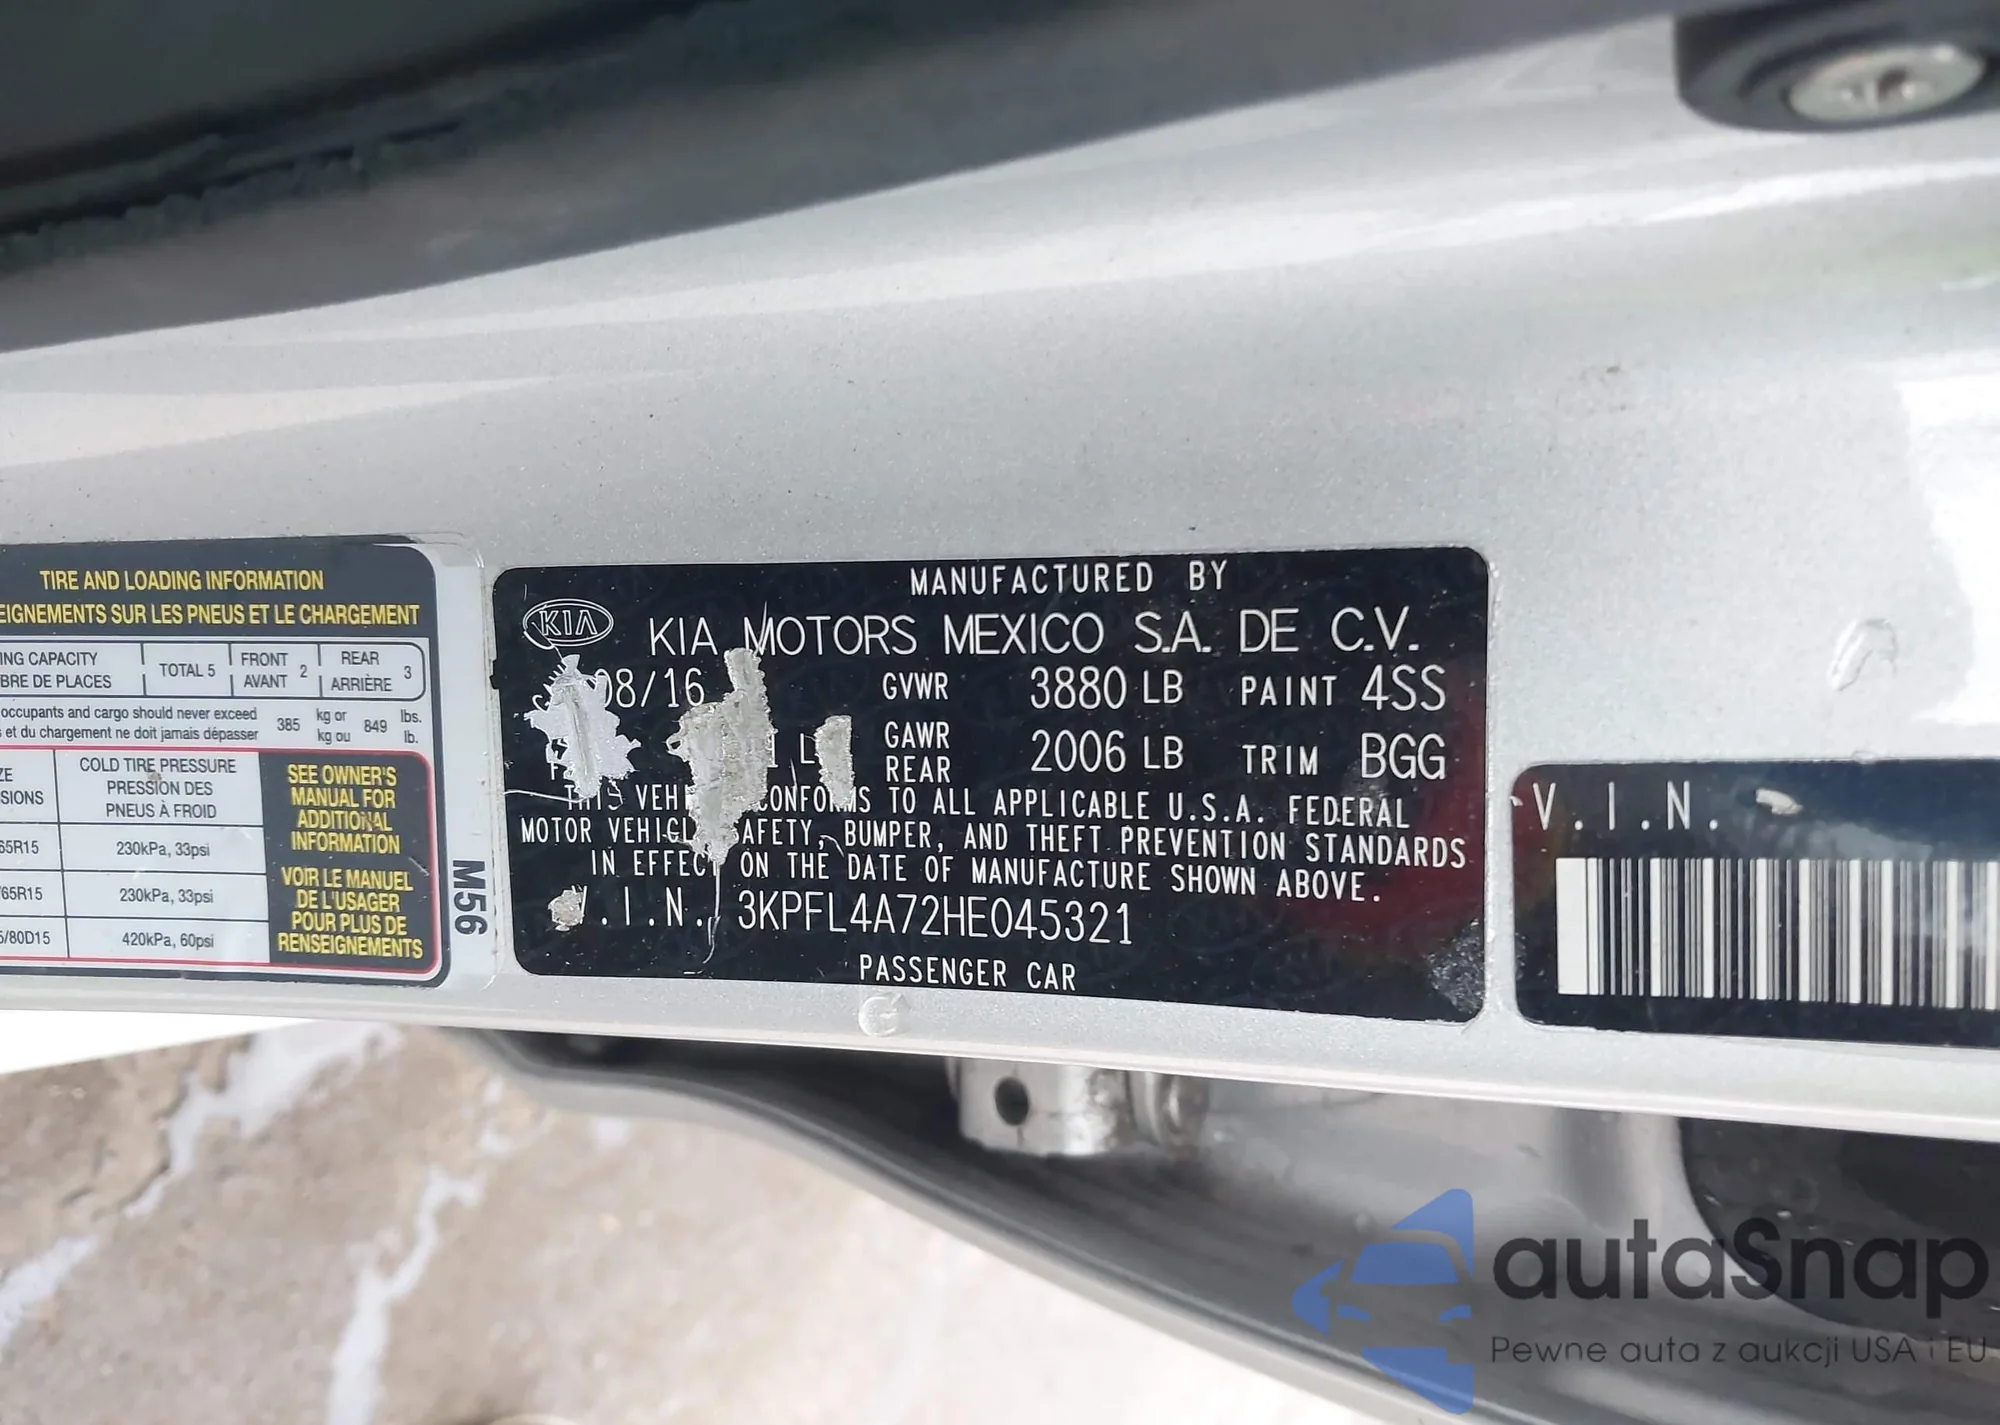 TIRE AND LOADING INFORMATION
EIGNEMENTS SUR LES PNEUS ET LE CHARGEMENT
ING CAPACITY
BRE DE PLACES
TOTAL 5
FRONT
AVANT 2
REAR
ARRIÈRE 3
occupants and cargo should never exceed
s et du chargement ne doit jamais dépasser
385
kg or
kg ou
849
lbs.
lb.
ZE
SIONS
COLD TIRE PRESSURE
PRESSION DES
PNEUS À FROID
65R15
230kPa, 33psi
/65R15
230kPa, 33psi
5/80D15
420kPa, 60psi
SEE OWNER'S
MANUAL FOR
ADDITIONAL
INFORMATION
VOIR LE MANUEL
DE L'USAGER
POUR PLUS DE
RENSEIGNEMENTS
M56
MANUFACTURED BY
KIA KIA MOTORS MEXICO S.A. DE C.V.
08/16 GVWR 3880 LB PAINT 4SS
GAWR
REAR 2006 LB TRIM BGG
THIS VEHI CONFORMS TO ALL APPLICABLE U.S.A. FEDERAL
MOTOR VEHICL SAFETY, BUMPER, AND THEFT PREVENTION STANDARDS
IN EFFECT ON THE DATE OF MANUFACTURE SHOWN ABOVE.
V.I.N. 3KPFL4A72HE045321
PASSENGER CAR
V.I.N.
autaSnap
Pewne auta z aukcji USA i EU